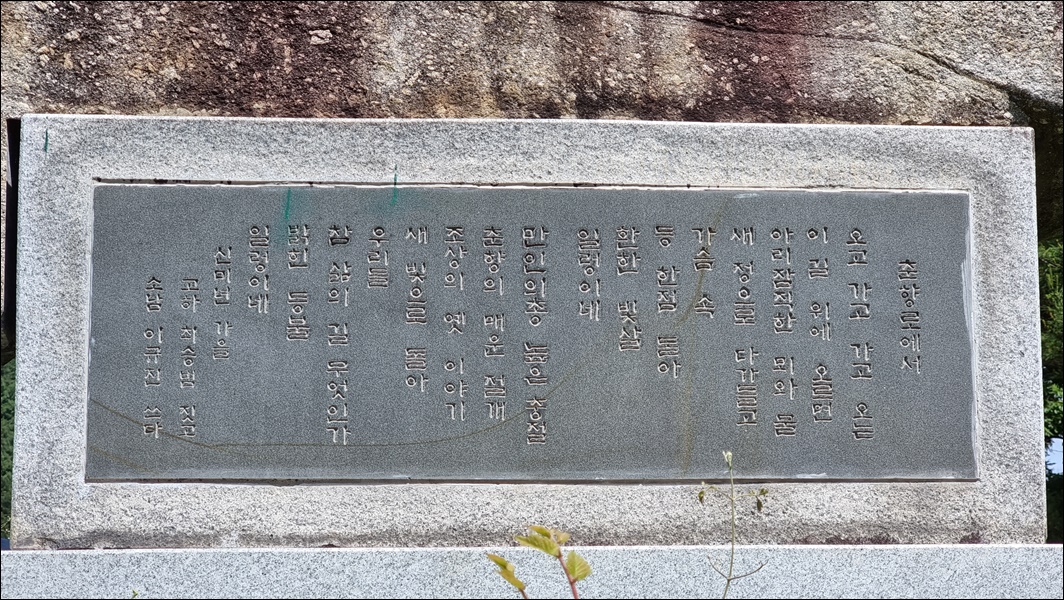 춘향로에서
오고 가고 가고 오는
이 길 위에 오르면
아리잠직한 뫼와 물
새 정으로 다가들고
가슴 속
등 한점 돋아
환한 빛살
일렁이네
만인의총 높은 충절
춘향의 매운 절개
조상의 옛 이야기
새 빛으로 돌아
우리들
참 삶의 길 무엇인가
밝힌 등불
일렁이네
신미년 가을
고하 최승범 짓고
소남 이규진 쓰다